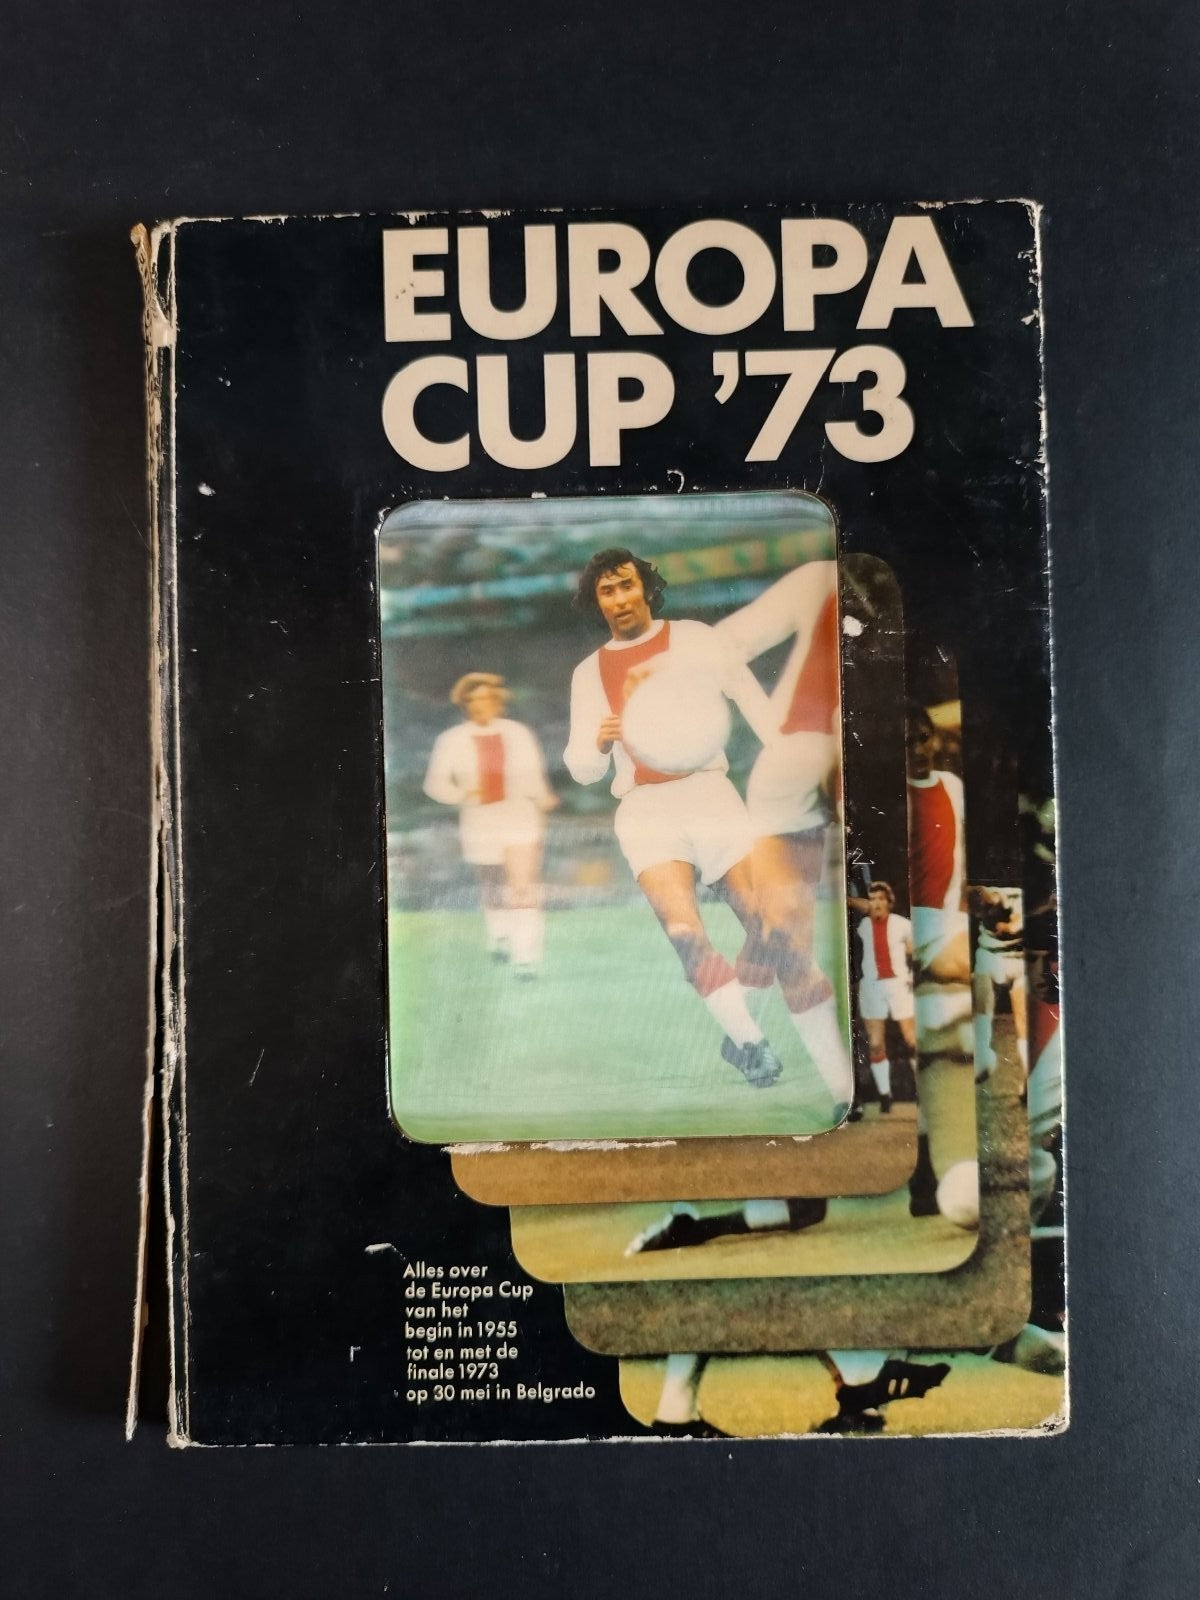 EUROPA
CUP '73
Alles over
de Europa Cup
van het
begin in 1955
tot en met de
finale 1973
op 30 mei in Belgrado